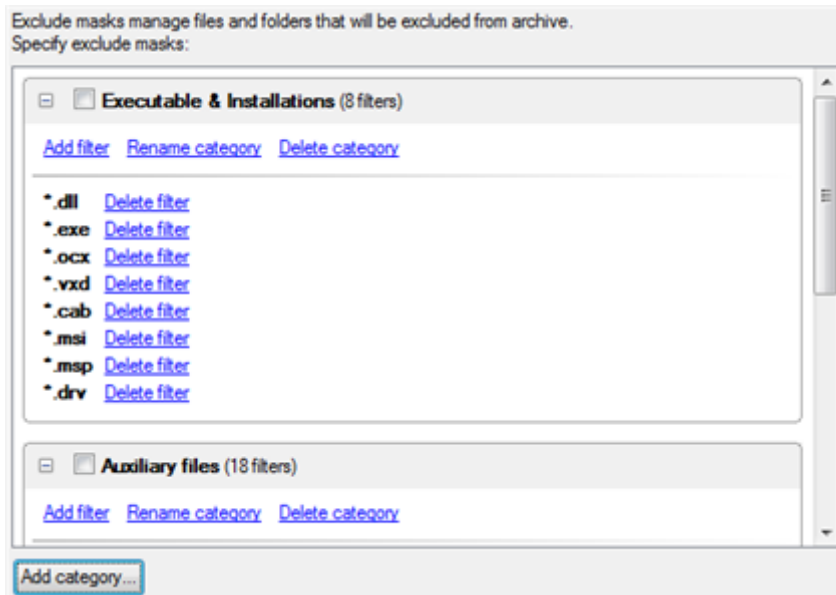 Exclude masks manage files and folders that will be excluded from archive.
Specify exclude masks:
Executable & Installations (8 filters)
Add filter Rename category Delete category
*.dll Delete filter
*.exe Delete filter
*.ocx Delete filter
*.vxd Delete filter
*.cab Delete filter
*.msi Delete filter
*.msp Delete filter
*.drv Delete filter
Auxiliary files (18 filters)
Add filter Rename category Delete category
Add category...